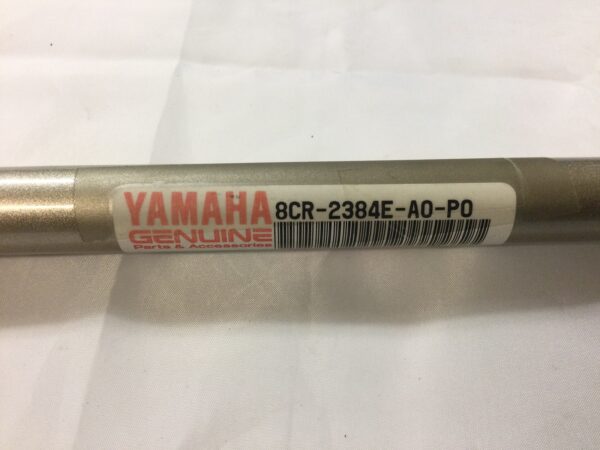 YAMAHA 8CR-2384E-A0-P0
GENUINE
Parts & Accessories